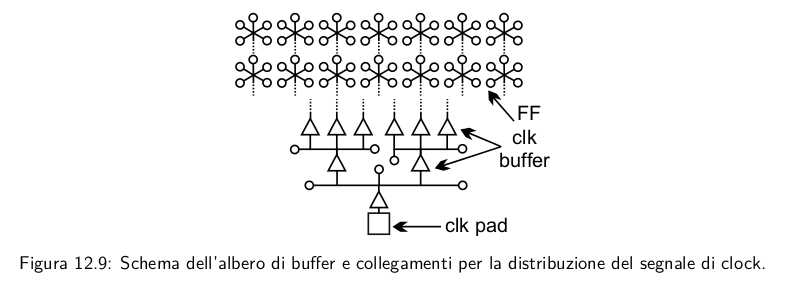 FF
clk
buffer
clk pad
Figura 12.9: Schema dell'albero di buffer e collegamenti per la distribuzione del segnale di clock.